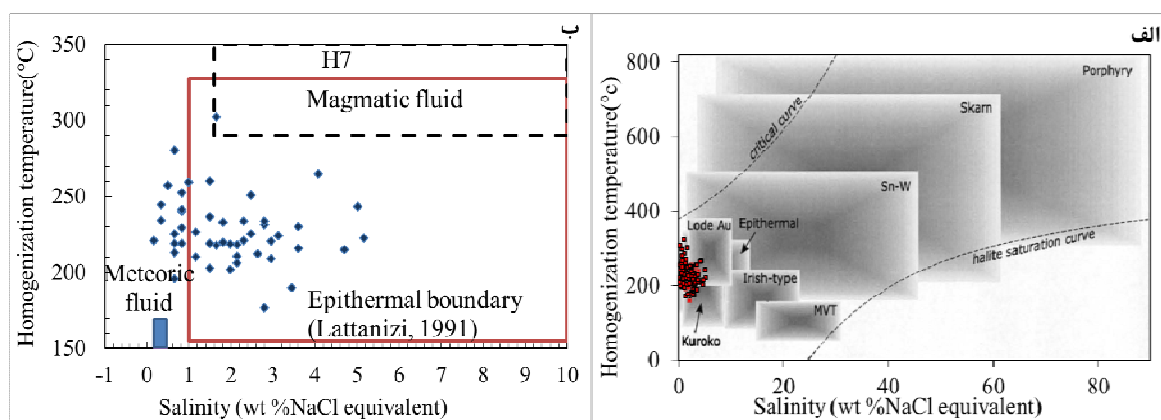 ب
Homogenization temperature(°C)
350
300
250
200
150
H7
Magmatic fluid
Meteoric
fluid
Epithermal boundary
(Lattanizi, 1991)
-1 0 1 2 3 4 5 6 7 8 9 10
Salinity (wt %NaCl equivalent)
الف
Homogenization temperature(°c)
800
600
400
200
0
Porphyry
critical curve
Skarn
Sn-W
Lode Au
Epithermal
halite saturation curve
Irish-type
MVT
Kuroko
0 20 40 60 80
Salinity (wt %NaCl equivalent)